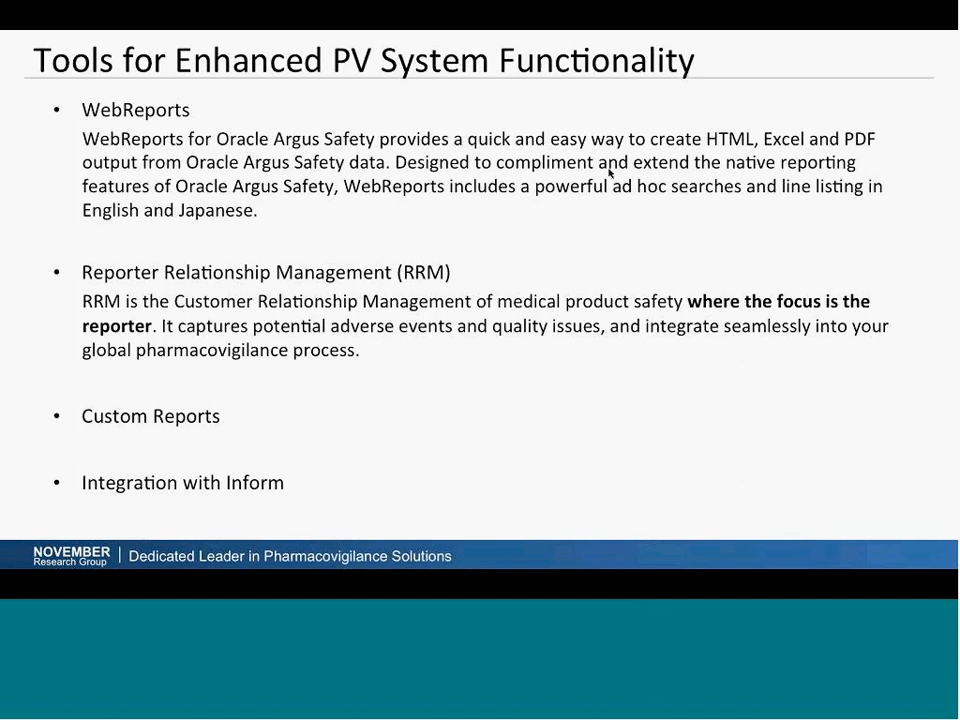 Tools for Enhanced PV System Functionality
• WebReports
WebReports for Oracle Argus Safety provides a quick and easy way to create HTML, Excel and PDF
output from Oracle Argus Safety data. Designed to compliment and extend the native reporting
features of Oracle Argus Safety, WebReports includes a powerful ad hoc searches and line listing in
English and Japanese.
• Reporter Relationship Management (RRM)
RRM is the Customer Relationship Management of medical product safety where the focus is the
reporter. It captures potential adverse events and quality issues, and integrate seamlessly into your
global pharmacovigilance process.
• Custom Reports
• Integration with Inform
NOVEMBER
Research Group
Dedicated Leader in Pharmacovigilance Solutions